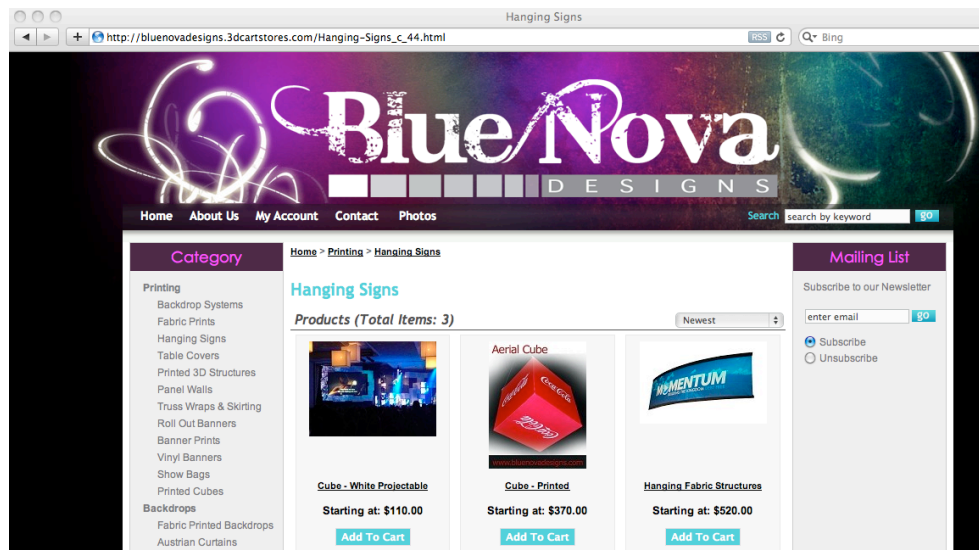 Hanging Signs
http://bluenovadesigns.3dcartstores.com/Hanging-Signs_c_44.html
RSS
Bing
Blue Nova
DESIGNS
Home About Us My Account Contact Photos
Search search by keyword go
Category
Printing
Backdrop Systems
Fabric Prints
Hanging Signs
Table Covers
Printed 3D Structures
Panel Walls
Truss Wraps & Skirting
Roll Out Banners
Banner Prints
Vinyl Banners
Show Bags
Printed Cubes
Backdrops
Fabric Printed Backdrops
Austrian Curtains
Home > Printing > Hanging Signs
Hanging Signs
Products (Total Items: 3)
Newest
Cube - White Projectable
Starting at: $110.00
Add To Cart
Aerial Cube
Coca-Cola
Coca-Cola
Coca-Cola
www.bluenovadesigns.com
Cube - Printed
Starting at: $370.00
Add To Cart
MOMENTUM
Hanging Fabric Structures
Starting at: $520.00
Add To Cart
Mailing List
Subscribe to our Newsletter
enter email go
Subscribe
Unsubscribe